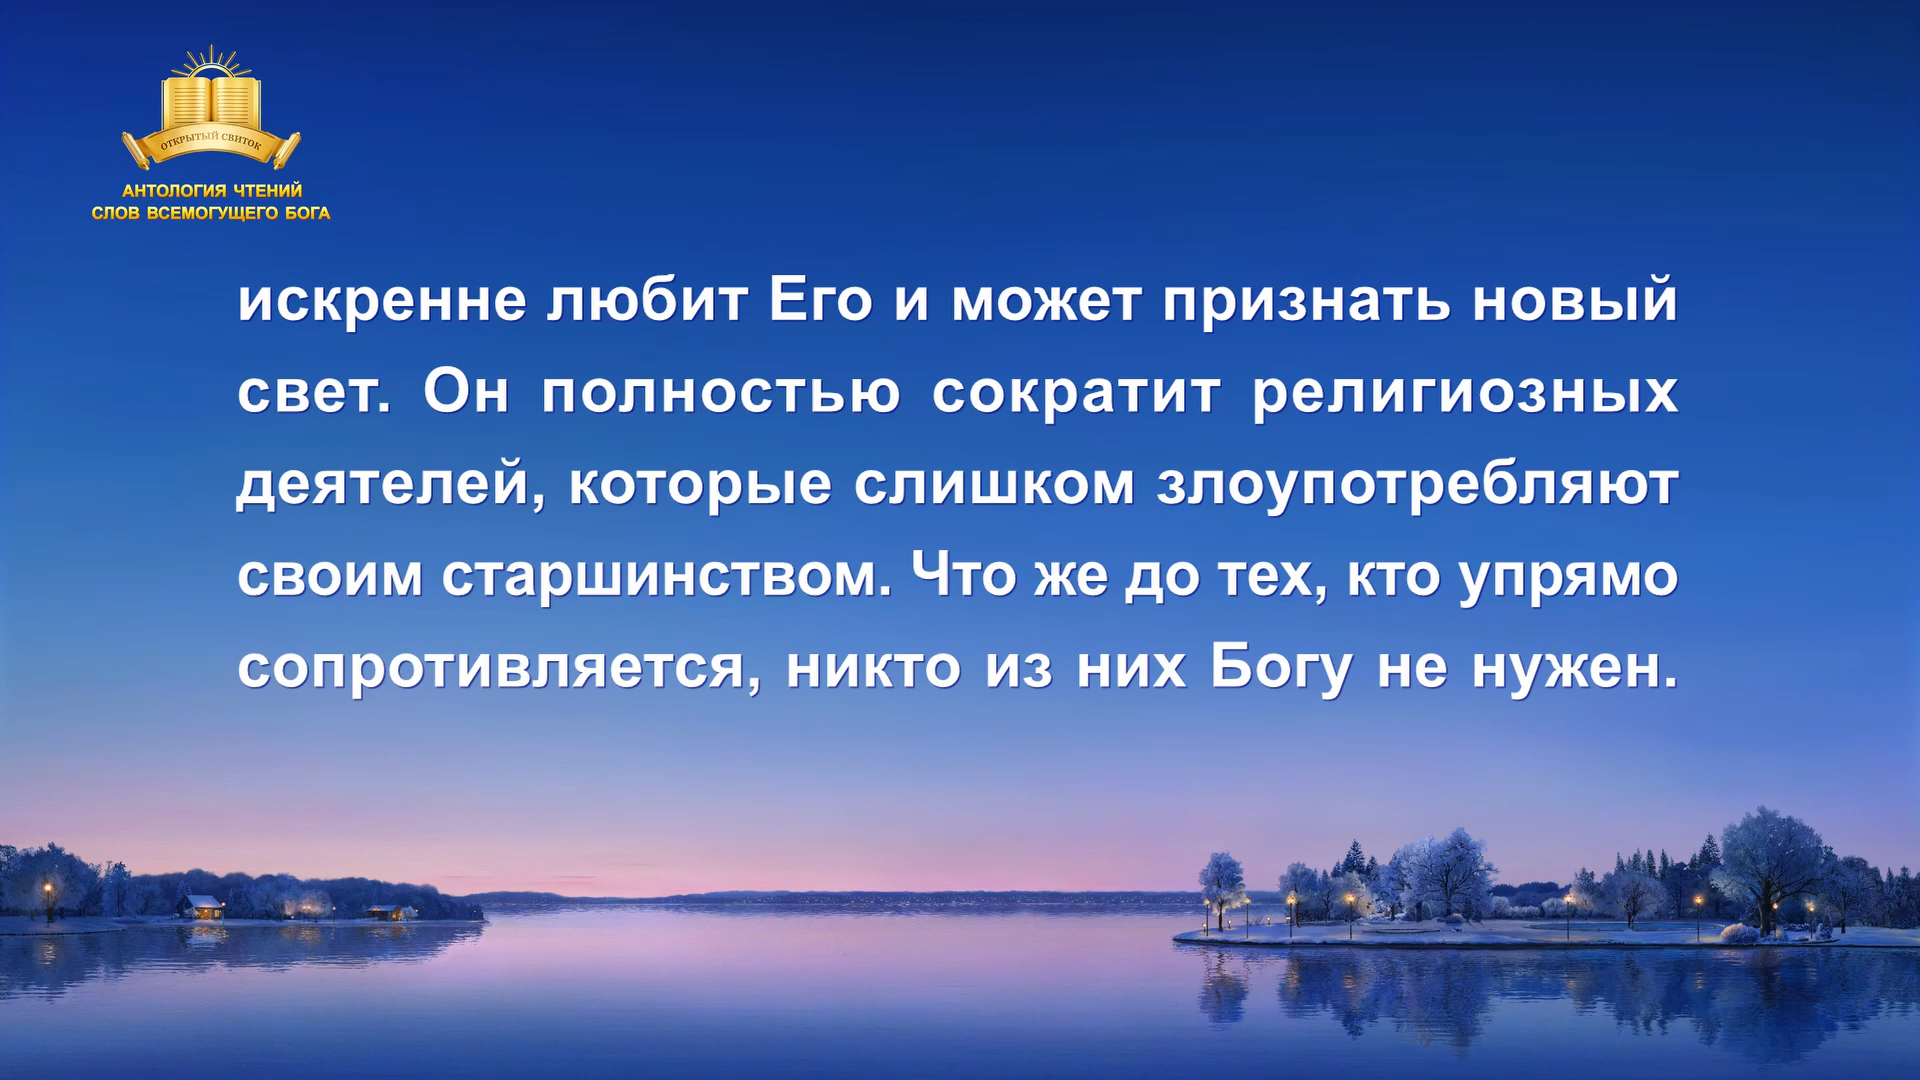 ОТКРЫТЫЙ СВИТОК
АНТОЛОГИЯ ЧТЕНИЙ
СЛОВ ВСЕМОГУЩЕГО БОГА
искренне любит Его и может признать новый
свет. Он полностью сократит религиозных
деятелей, которые слишком злоупотребляют
своим старшинством. Что же до тех, кто упрямо
сопротивляется, никто из них Богу не нужен.